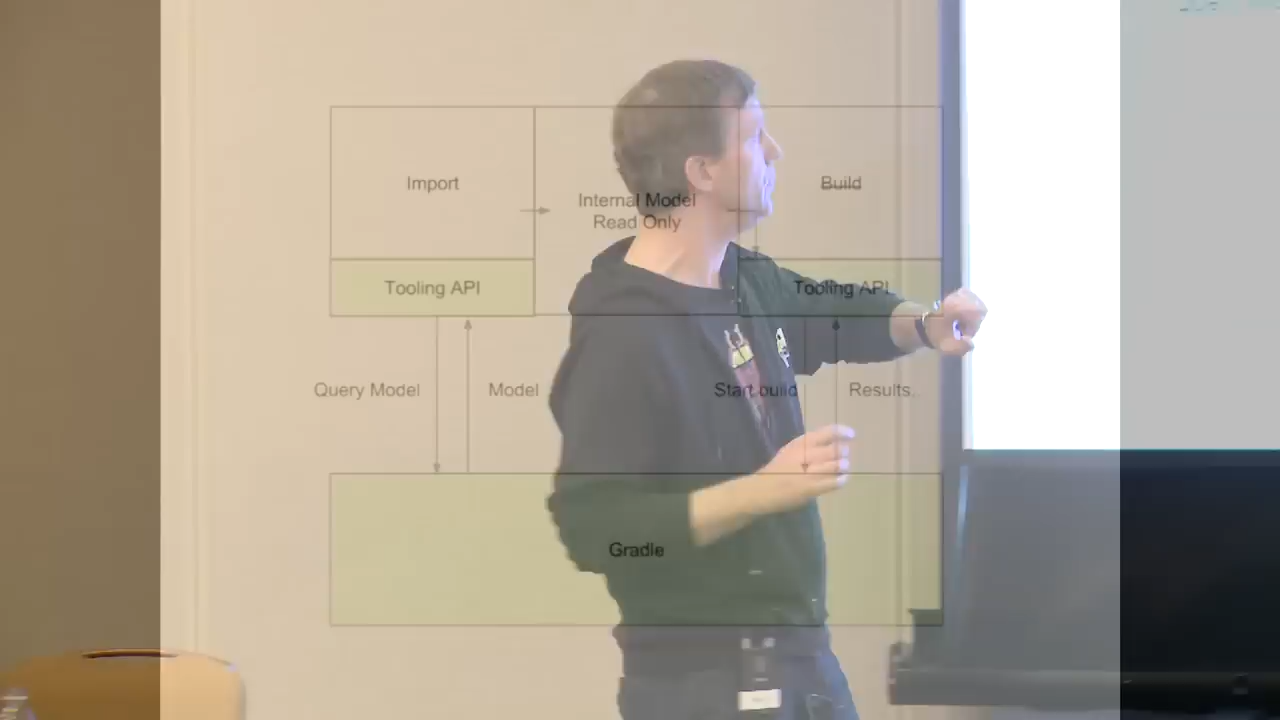 Import
Internal Model
Read Only
Build
Tooling API
Tooling API
Query Model
Model
Start build
Results.
Gradle